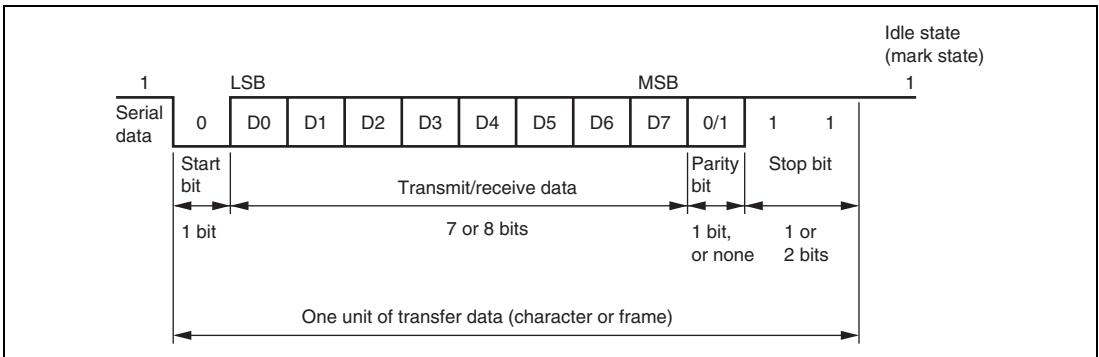 Idle state
(mark state)
1 LSB MSB 1
Serial
data
0 D0 D1 D2 D3 D4 D5 D6 D7 0/1 1 1
Start
bit
Transmit/receive data
Parity
bit
Stop bit
1 bit
7 or 8 bits
1 bit,
or none
1 or
2 bits
One unit of transfer data (character or frame)